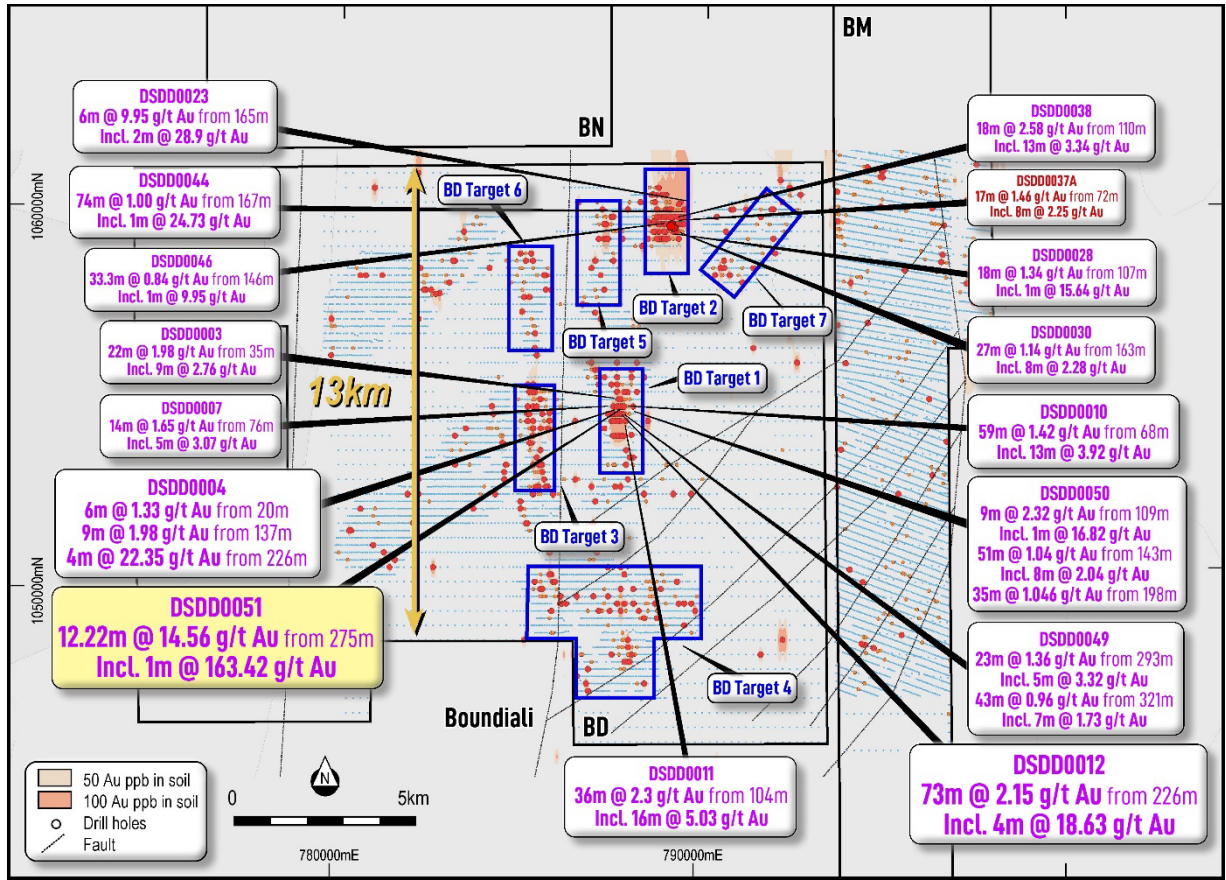 BM
BN
DSDD0023
6m @ 9.95 g/t Au from 165m
Incl. 2m @ 28.9 g/t Au
DSDD0044
74m @ 1.00 g/t Au from 167m
Incl. 1m @ 24.73 g/t Au
DSDD0046
33.3m @ 0.84 g/t Au from 146m
Incl. 1m @ 9.95 g/t Au
DSDD0003
22m @ 1.98 g/t Au from 35m
Incl. 9m @ 2.76 g/t Au
DSDD0007
14m @ 1.65 g/t Au from 76m
Incl. 5m @ 3.07 g/t Au
DSDD0004
6m @ 1.33 g/t Au from 20m
9m @ 1.98 g/t Au from 137m
4m @ 22.35 g/t Au from 226m
DSDD0051
12.22m @ 14.56 g/t Au from 275m
Incl. 1m @ 163.42 g/t Au
1060000mN
1050000mN
13km
BD Target 6
BD Target 2
BD Target 7
BD Target 5
BD Target 1
BD Target 3
BD Target 4
Boundiali
BD
DSDD0038
18m @ 2.58 g/t Au from 110m
Incl. 13m @ 3.34 g/t Au
DSDD0037A
17m @ 1.46 g/t Au from 72m
Incl. 8m @ 2.25 g/t Au
DSDD0028
18m @ 1.34 g/t Au from 107m
Incl. 1m @ 15.64 g/t Au
DSDD0030
27m @ 1.14 g/t Au from 163m
Incl. 8m @ 2.28 g/t Au
DSDD0010
59m @ 1.42 g/t Au from 68m
Incl. 13m @ 3.92 g/t Au
DSDD0050
9m @ 2.32 g/t Au from 109m
Incl. 1m @ 16.82 g/t Au
51m @ 1.04 g/t Au from 143m
Incl. 8m @ 2.04 g/t Au
35m @ 1.046 g/t Au from 198m
DSDD0049
23m @ 1.36 g/t Au from 293m
Incl. 5m @ 3.32 g/t Au
43m @ 0.96 g/t Au from 321m
Incl. 7m @ 1.73 g/t Au
DSDD0012
73m @ 2.15 g/t Au from 226m
Incl. 4m @ 18.63 g/t Au
DSDD0011
36m @ 2.3 g/t Au from 104m
Incl. 16m @ 5.03 g/t Au
50 Au ppb in soil
100 Au ppb in soil
Drill holes
Fault
N
0 5km
780000mE
790000mE